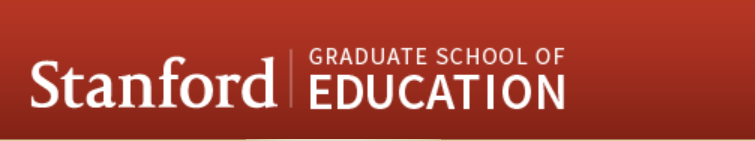 Stanford
GRADUATE SCHOOL OF
EDUCATION